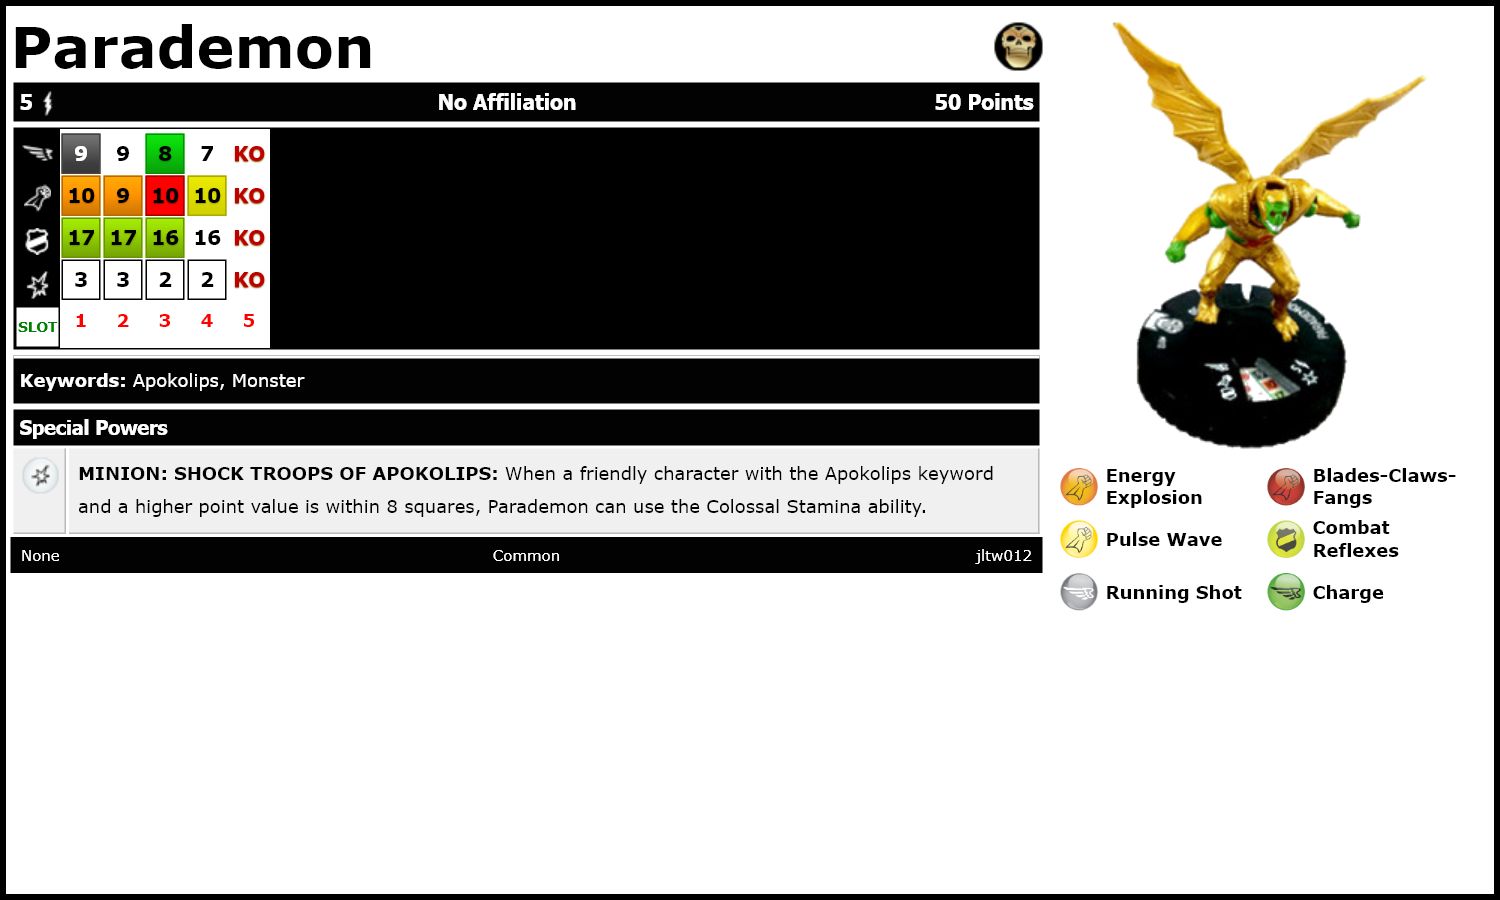 Parademon
5 No Affiliation 50 Points
9 9 8 7 KO
10 9 10 10 KO
17 17 16 16 KO
3 3 2 2 KO
SLOT 1 2 3 4 5
Keywords: Apokolips, Monster
Special Powers
MINION: SHOCK TROOPS OF APOKOLIPS: When a friendly character with the Apokolips keyword
and a higher point value is within 8 squares, Parademon can use the Colossal Stamina ability.
None Common jltw012
PARADEMON
Energy
Explosion
Blades-Claws-
Fangs
Pulse Wave
Combat
Reflexes
Running Shot
Charge